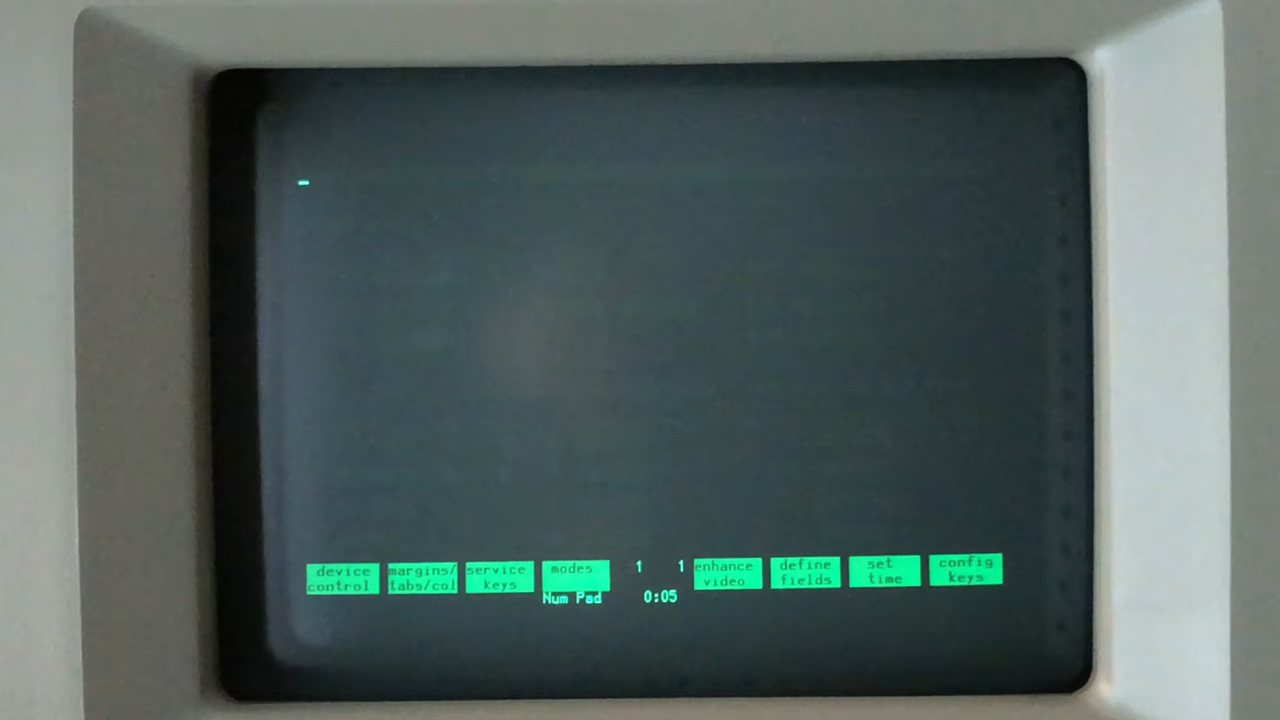 device margins/ service modes 1 1 enhance define set config
control tabs/col keys video fields time keys
Num Pad 0:05